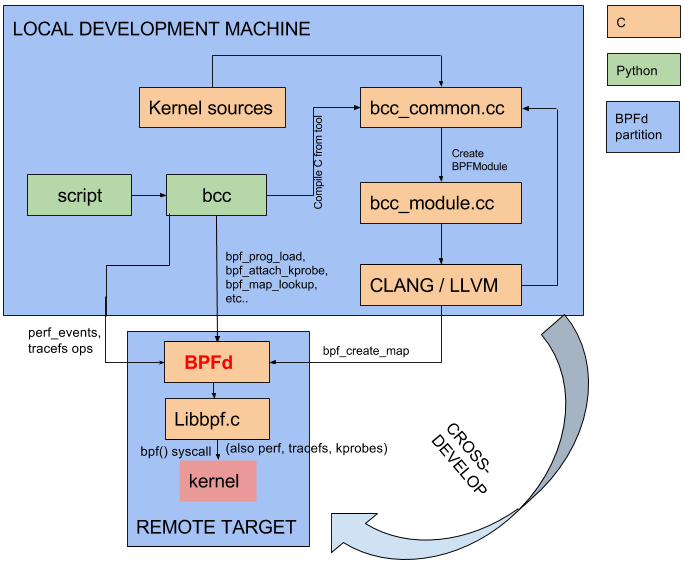 LOCAL DEVELOPMENT MACHINE
C
Python
BPFd
partition
Kernel sources
bcc_common.cc
Compile C from tool
Create
BPFModule
script
bcc
bcc_module.cc
bpf_prog_load,
bpf_attach_kprobe,
bpf_map_lookup,
etc..
CLANG / LLVM
perf_events,
tracefs ops
BPFd
bpf_create_map
Libbpf.c
bpf() syscall
(also perf, tracefs, kprobes)
kernel
REMOTE TARGET
CROSS-
DEVELOP